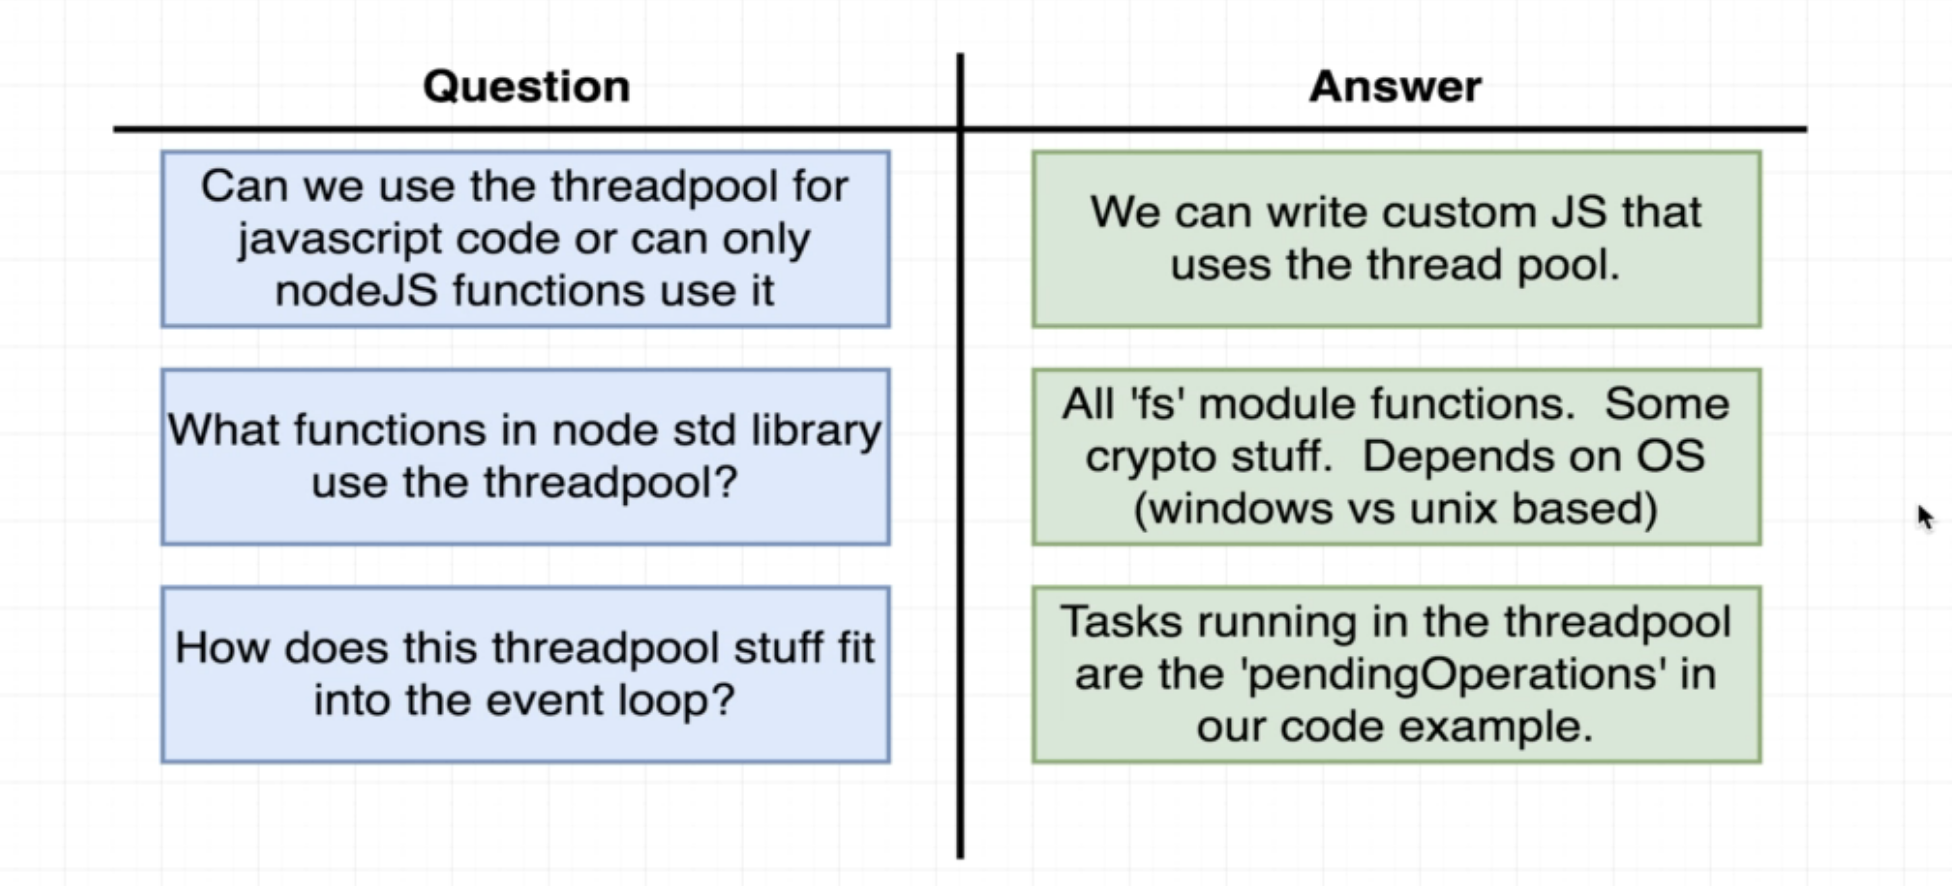 Question
Answer
Can we use the threadpool for
javascript code or can only
nodeJS functions use it
We can write custom JS that
uses the thread pool.
What functions in node std library
use the threadpool?
All 'fs' module functions.  Some
crypto stuff.  Depends on OS
(windows vs unix based)
How does this threadpool stuff fit
into the event loop?
Tasks running in the threadpool
are the 'pendingOperations' in
our code example.